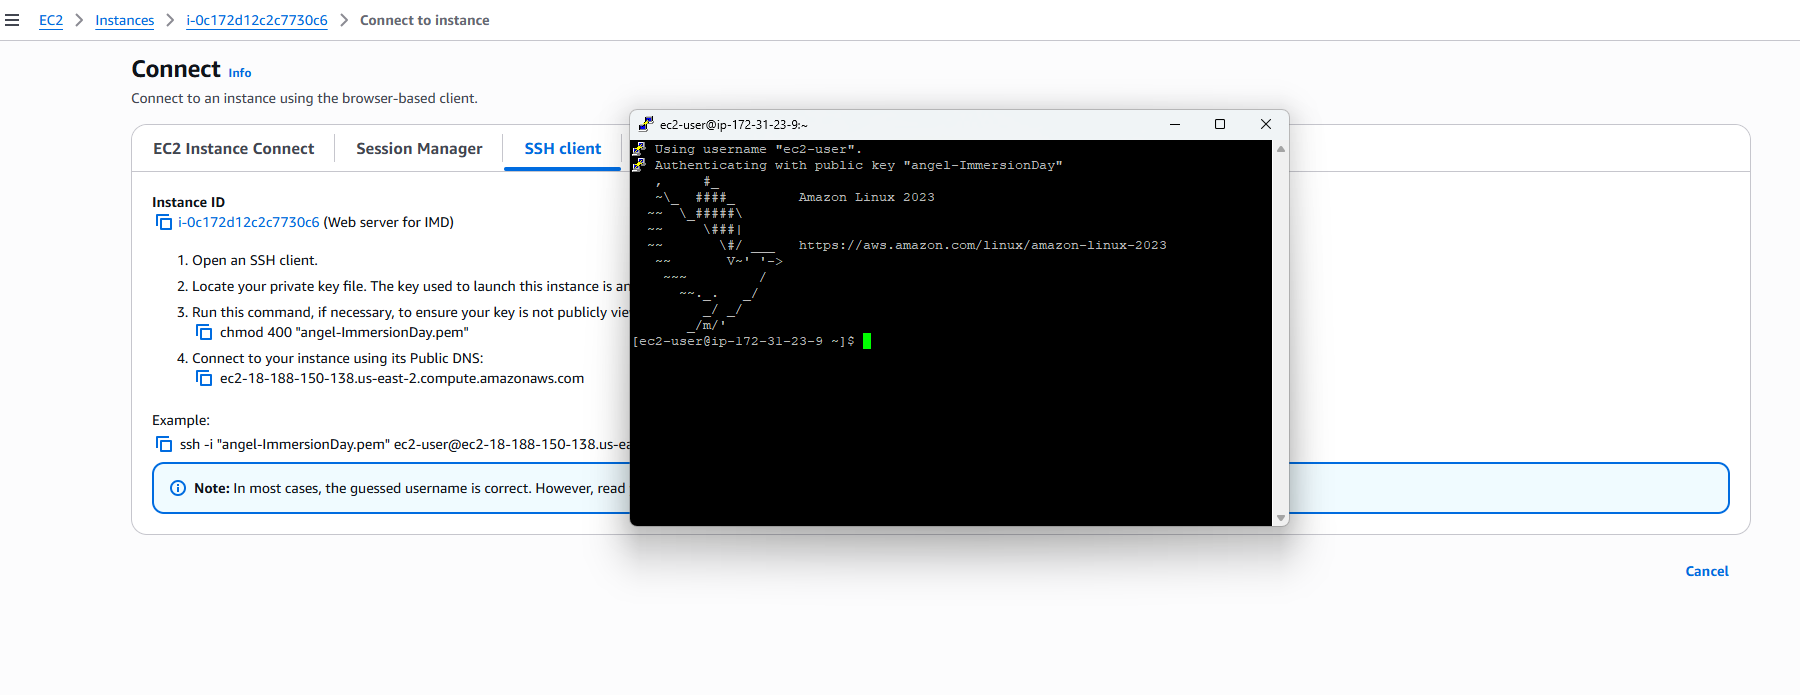 EC2 > Instances > i-0c172d12c2c7730c6 > Connect to instance
Connect Info
Connect to an instance using the browser-based client.
EC2 Instance Connect
Session Manager
SSH client
Instance ID
i-0c172d12c2c7730c6 (Web server for IMD)
1. Open an SSH client.
2. Locate your private key file. The key used to launch this instance is an
3. Run this command, if necessary, to ensure your key is not publicly vie
chmod 400 "angel-ImmersionDay.pem"
4. Connect to your instance using its Public DNS:
ec2-18-188-150-138.us-east-2.compute.amazonaws.com
Example:
ssh -i "angel-ImmersionDay.pem" ec2-user@ec2-18-188-150-138.us-ea
Note: In most cases, the guessed username is correct. However, read
ec2-user@ip-172-31-23-9:~
Using username "ec2-user".
Authenticating with public key "angel-ImmersionDay"
   ,     #_
   ~\_  ####_        Amazon Linux 2023
  ~~  \_#####\
  ~~     \###|
  ~~       \#/ ___   https://aws.amazon.com/linux/amazon-linux-2023
   ~~       V~' '->
    ~~~         /
      ~~._.   _/
         _/ _/
       _/m/'
[ec2-user@ip-172-31-23-9 ~]$
Cancel